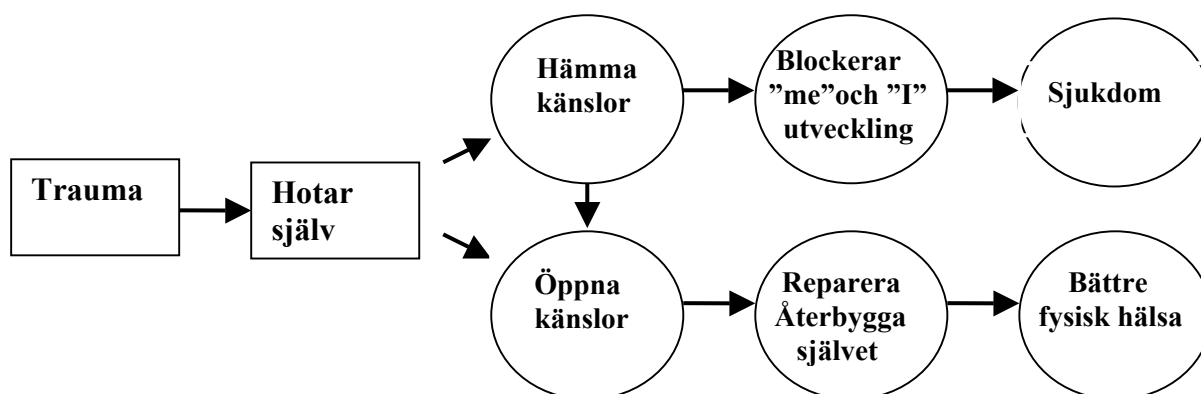 Trauma
Hotar
själv
Hämma
känslor
Blockerar
”me”och ”I”
utveckling
Sjukdom
Öppna
känslor
Reparera
Återbygga
självet
Bättre
fysisk hälsa